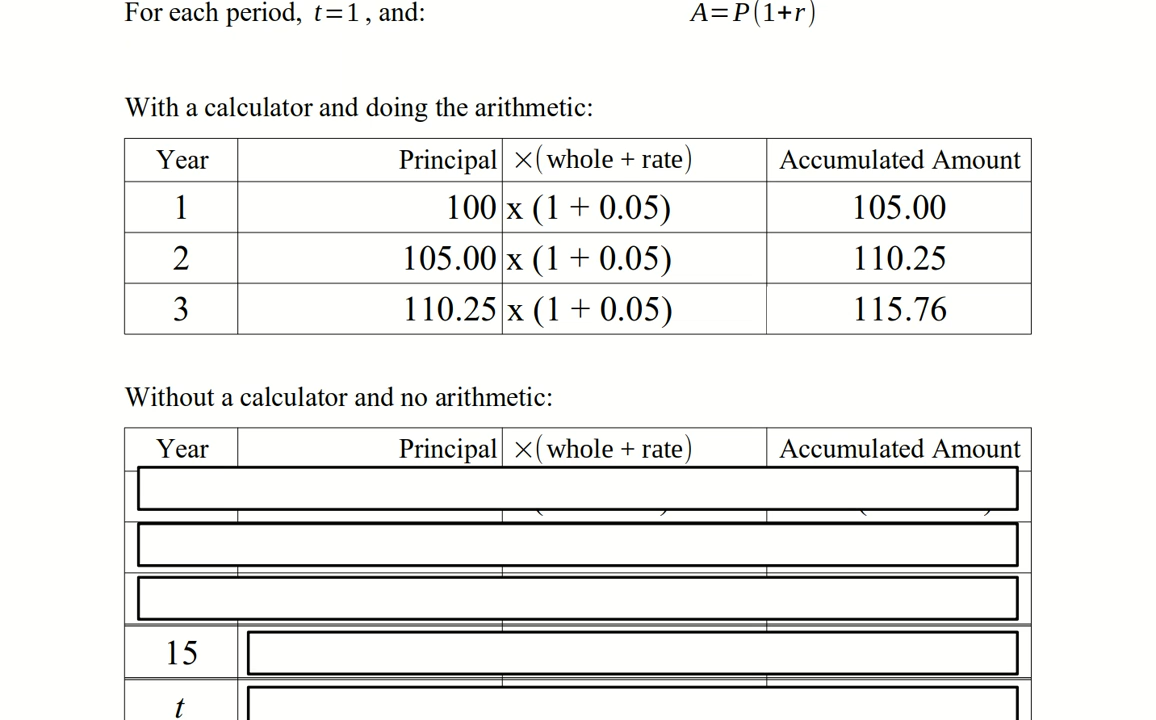 For each period, t=1, and: A=P(1+r)
With a calculator and doing the arithmetic:
Year Principal ×(whole + rate) Accumulated Amount
1 100 x (1 + 0.05) 105.00
2 105.00 x (1 + 0.05) 110.25
3 110.25 x (1 + 0.05) 115.76
Without a calculator and no arithmetic:
Year Principal ×(whole + rate) Accumulated Amount
15
t